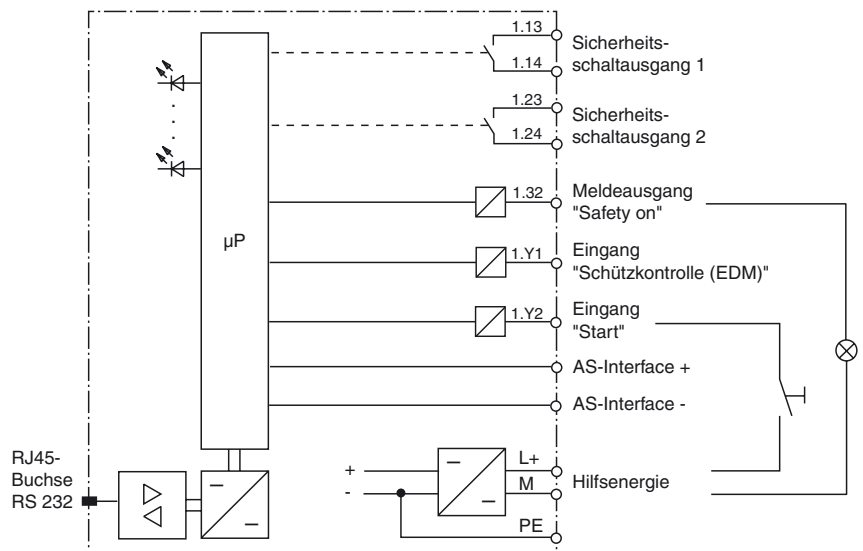 1.13
Sicherheits-
schaltausgang 1
1.14
1.23
Sicherheits-
schaltausgang 2
1.24
1.32
Meldeausgang
"Safety on"
µP
1.Y1
Eingang
"Schützkontrolle (EDM)"
1.Y2
Eingang
"Start"
AS-Interface +
AS-Interface -
RJ45-
Buchse
RS 232
+
-
L+
M
Hilfsenergie
PE